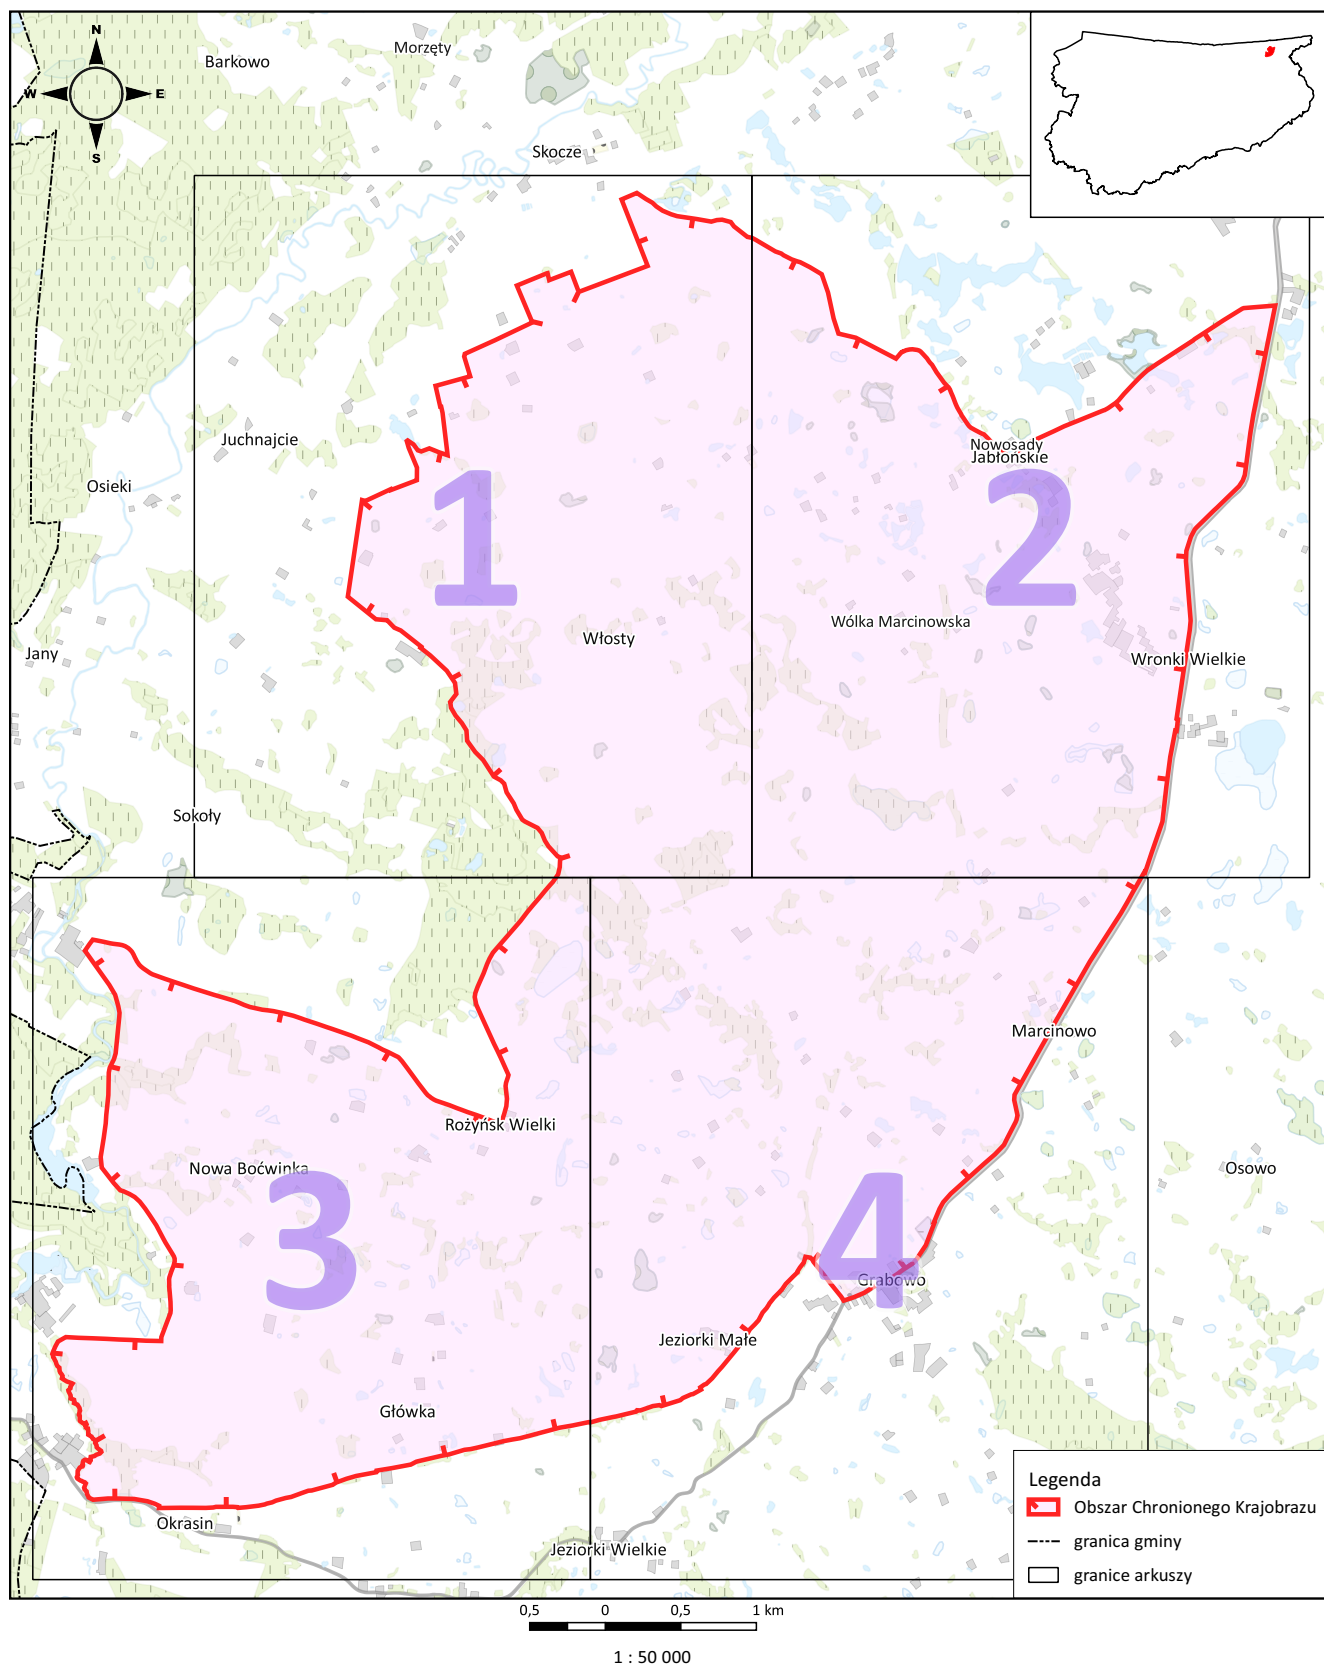 Morzęty
N
Barkowo
W
E
S
Skocze
Juchnajcie
Nowosady
Jabłońskie
1
2
Osieki
Wólka Marcinowska
Włosty
Jany
Wronki Wielkie
Sokoły
Marcinowo
Rożyńsk Wielki
Nowa Boćwinka
Osowo
3
4
Grabowo
Jeziorki Małe
Główka
Okrasin
Jeziorki Wielkie
Legenda
Obszar Chronionego Krajobrazu
granica gminy
granice arkuszy
0,5 0 0,5 1 km
1 : 50 000